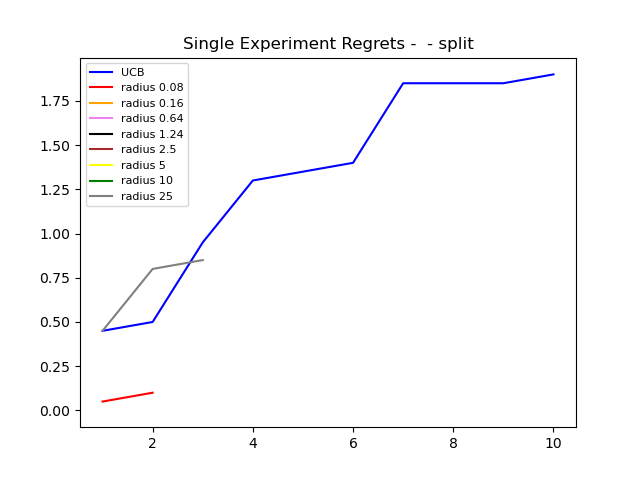 Single Experiment Regrets -  - split
UCB
radius 0.08
radius 0.16
radius 0.64
radius 1.24
radius 2.5
radius 5
radius 10
radius 25
1.75
1.50
1.25
1.00
0.75
0.50
0.25
0.00
2 4 6 8 10